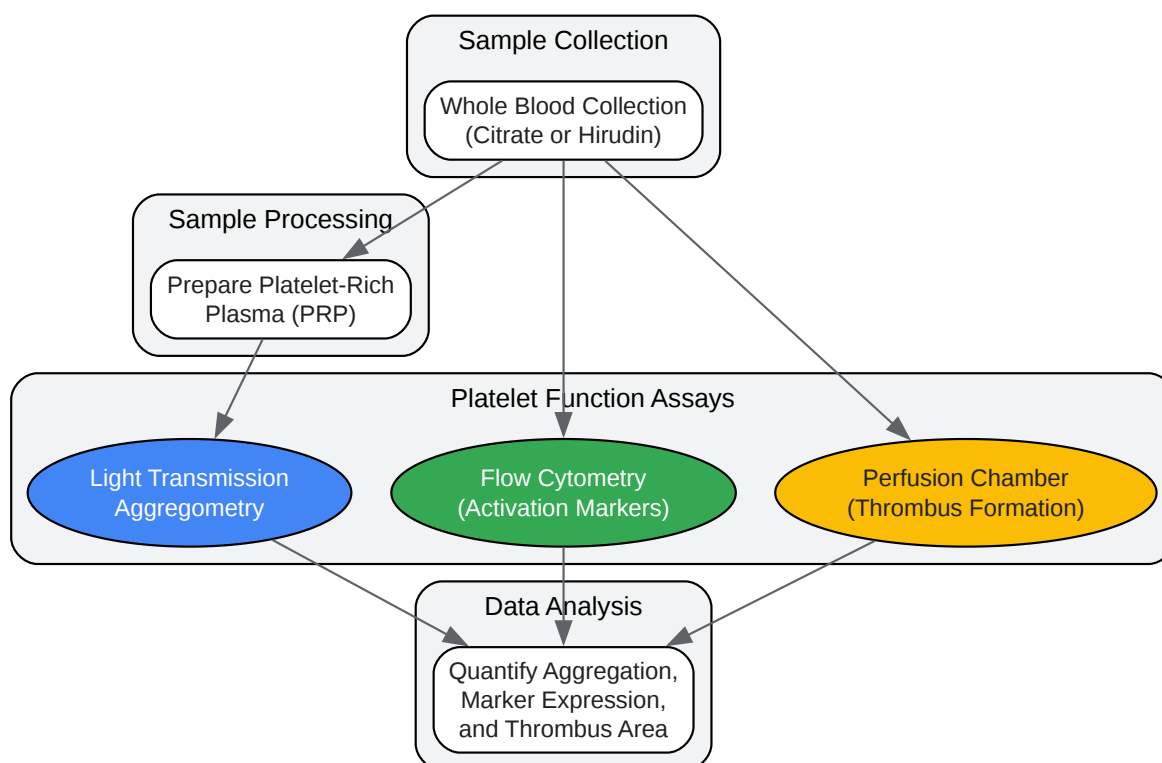 Sample Collection
Whole Blood Collection
(Citrate or Hirudin)
Sample Processing
Prepare Platelet-Rich
Plasma (PRP)
Platelet Function Assays
Light Transmission
Aggregometry
Flow Cytometry
(Activation Markers)
Perfusion Chamber
(Thrombus Formation)
Data Analysis
Quantify Aggregation,
Marker Expression,
and Thrombus Area